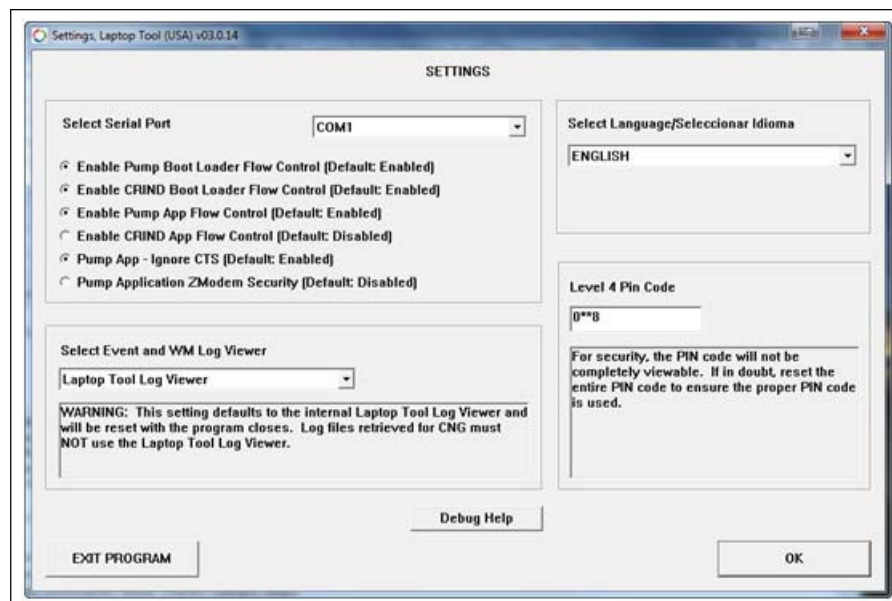 Settings, Laptop Tool (USA) v03.0.14
SETTINGS
Select Serial Port
COM1
Enable Pump Boot Loader Flow Control (Default: Enabled)
Enable CRIND Boot Loader Flow Control (Default: Enabled)
Enable Pump App Flow Control (Default: Enabled)
Enable CRIND App Flow Control (Default: Disabled)
Pump App - Ignore CTS (Default: Enabled)
Pump Application ZModem Security (Default: Disabled)
Select Event and WM Log Viewer
Laptop Tool Log Viewer
WARNING: This setting defaults to the internal Laptop Tool Log Viewer and
will be reset with the program closes. Log files retrieved for CNG must
NOT use the Laptop Tool Log Viewer.
Select Language/Seleccionar Idioma
ENGLISH
Level 4 Pin Code
0**8
For security, the PIN code will not be
completely viewable. If in doubt, reset the
entire PIN code to ensure the proper PIN code
is used.
Debug Help
EXIT PROGRAM
OK